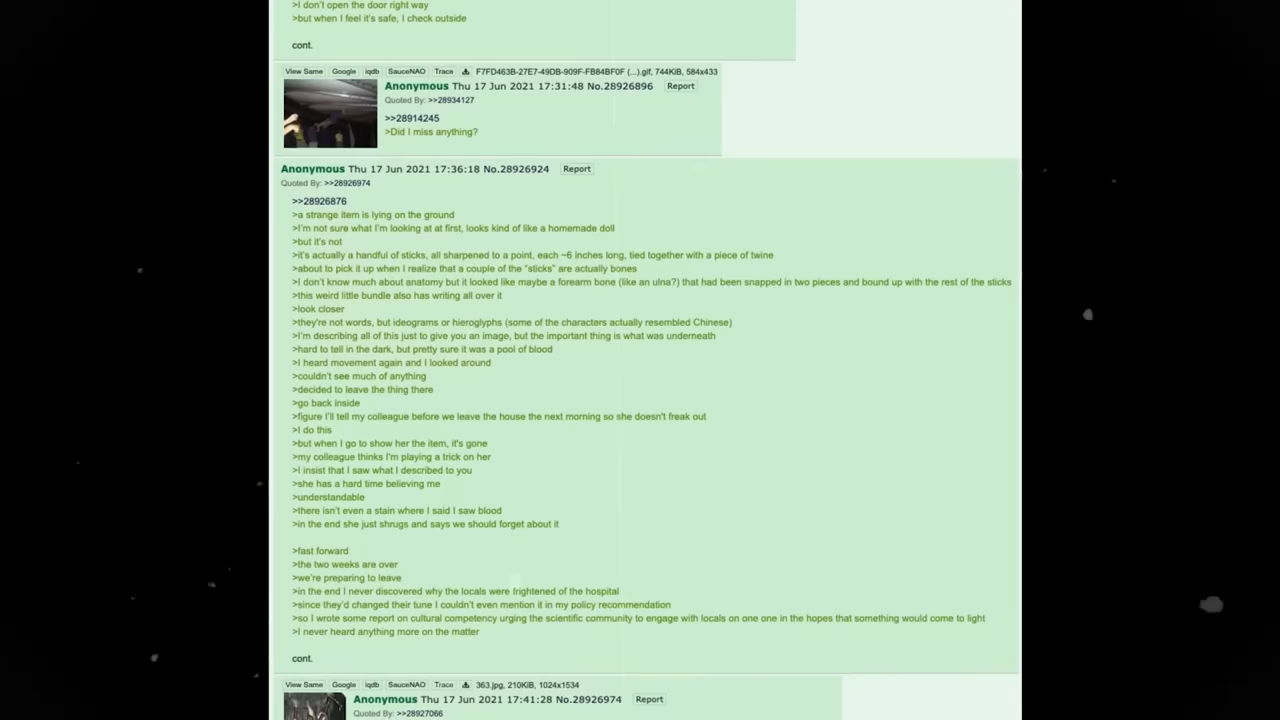 >I don't open the door right way
>but when I feel it's safe, I check outside
cont.
View Same Google iqdb SauceNAO Trace F7FD463B-27E7-49DB-909F-FB84BF0F (...).gif, 744KiB, 584x433
Anonymous Thu 17 Jun 2021 17:31:48 No.28926896 Report
Quoted By: >>28934127
>>28914245
>Did I miss anything?
Anonymous Thu 17 Jun 2021 17:36:18 No.28926924 Report
Quoted By: >>28926974
>>28926876
>a strange item is lying on the ground
>I'm not sure what I'm looking at at first, looks kind of like a homemade doll
>but it's not
>it's actually a handful of sticks, all sharpened to a point, each ~6 inches long, tied together with a piece of twine
>about to pick it up when I realize that a couple of the "sticks" are actually bones
>I don't know much about anatomy but it looked like maybe a forearm bone (like an ulna?) that had been snapped in two pieces and bound up with the rest of the sticks
>this weird little bundle also has writing all over it
>look closer
>they're not words, but ideograms or hieroglyphs (some of the characters actually resembled Chinese)
>I'm describing all of this just to give you an image, but the important thing is what was underneath
>hard to tell in the dark, but pretty sure it was a pool of blood
>I heard movement again and I looked around
>couldn't see much of anything
>decided to leave the thing there
>go back inside
>figure I'll tell my colleague before we leave the house the next morning so she doesn't freak out
>I do this
>but when I go to show her the item, it's gone
>my colleague thinks I'm playing a trick on her
>I insist that I saw what I described to you
>she has a hard time believing me
>understandable
>there isn't even a stain where I said I saw blood
>in the end she just shrugs and says we should forget about it
>fast forward
>the two weeks are over
>we're preparing to leave
>in the end I never discovered why the locals were frightened of the hospital
>since they'd changed their tune I couldn't even mention it in my policy recommendation
>so I wrote some report on cultural competency urging the scientific community to engage with locals on one one in the hopes that something would come to light
>I never heard anything more on the matter
cont.
View Same Google iqdb SauceNAO Trace 363.jpg, 210KiB, 1024x1534
Anonymous Thu 17 Jun 2021 17:41:28 No.28926974 Report
Quoted By: >>28927066